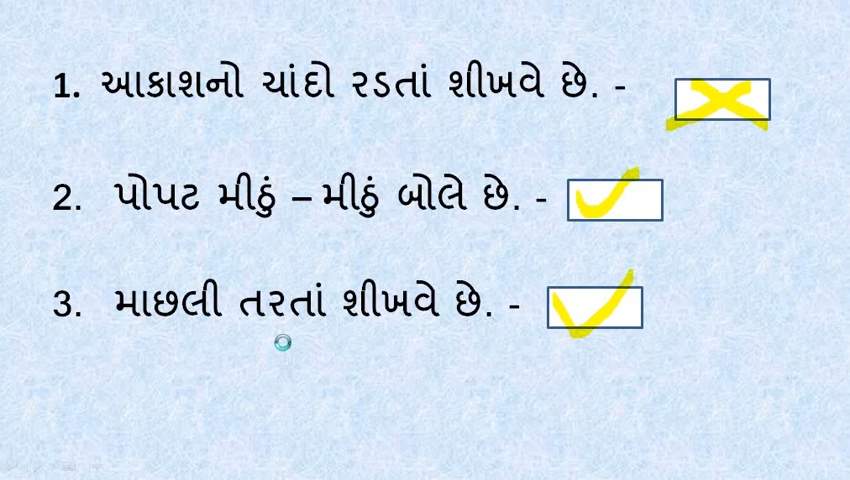 1. આકાશનો ચાંદો રડતાં શીખવે છે. -
2. પોપટ મીઠું – મીઠું બોલે છે. -
3. માછલી તરતાં શીખવે છે. -